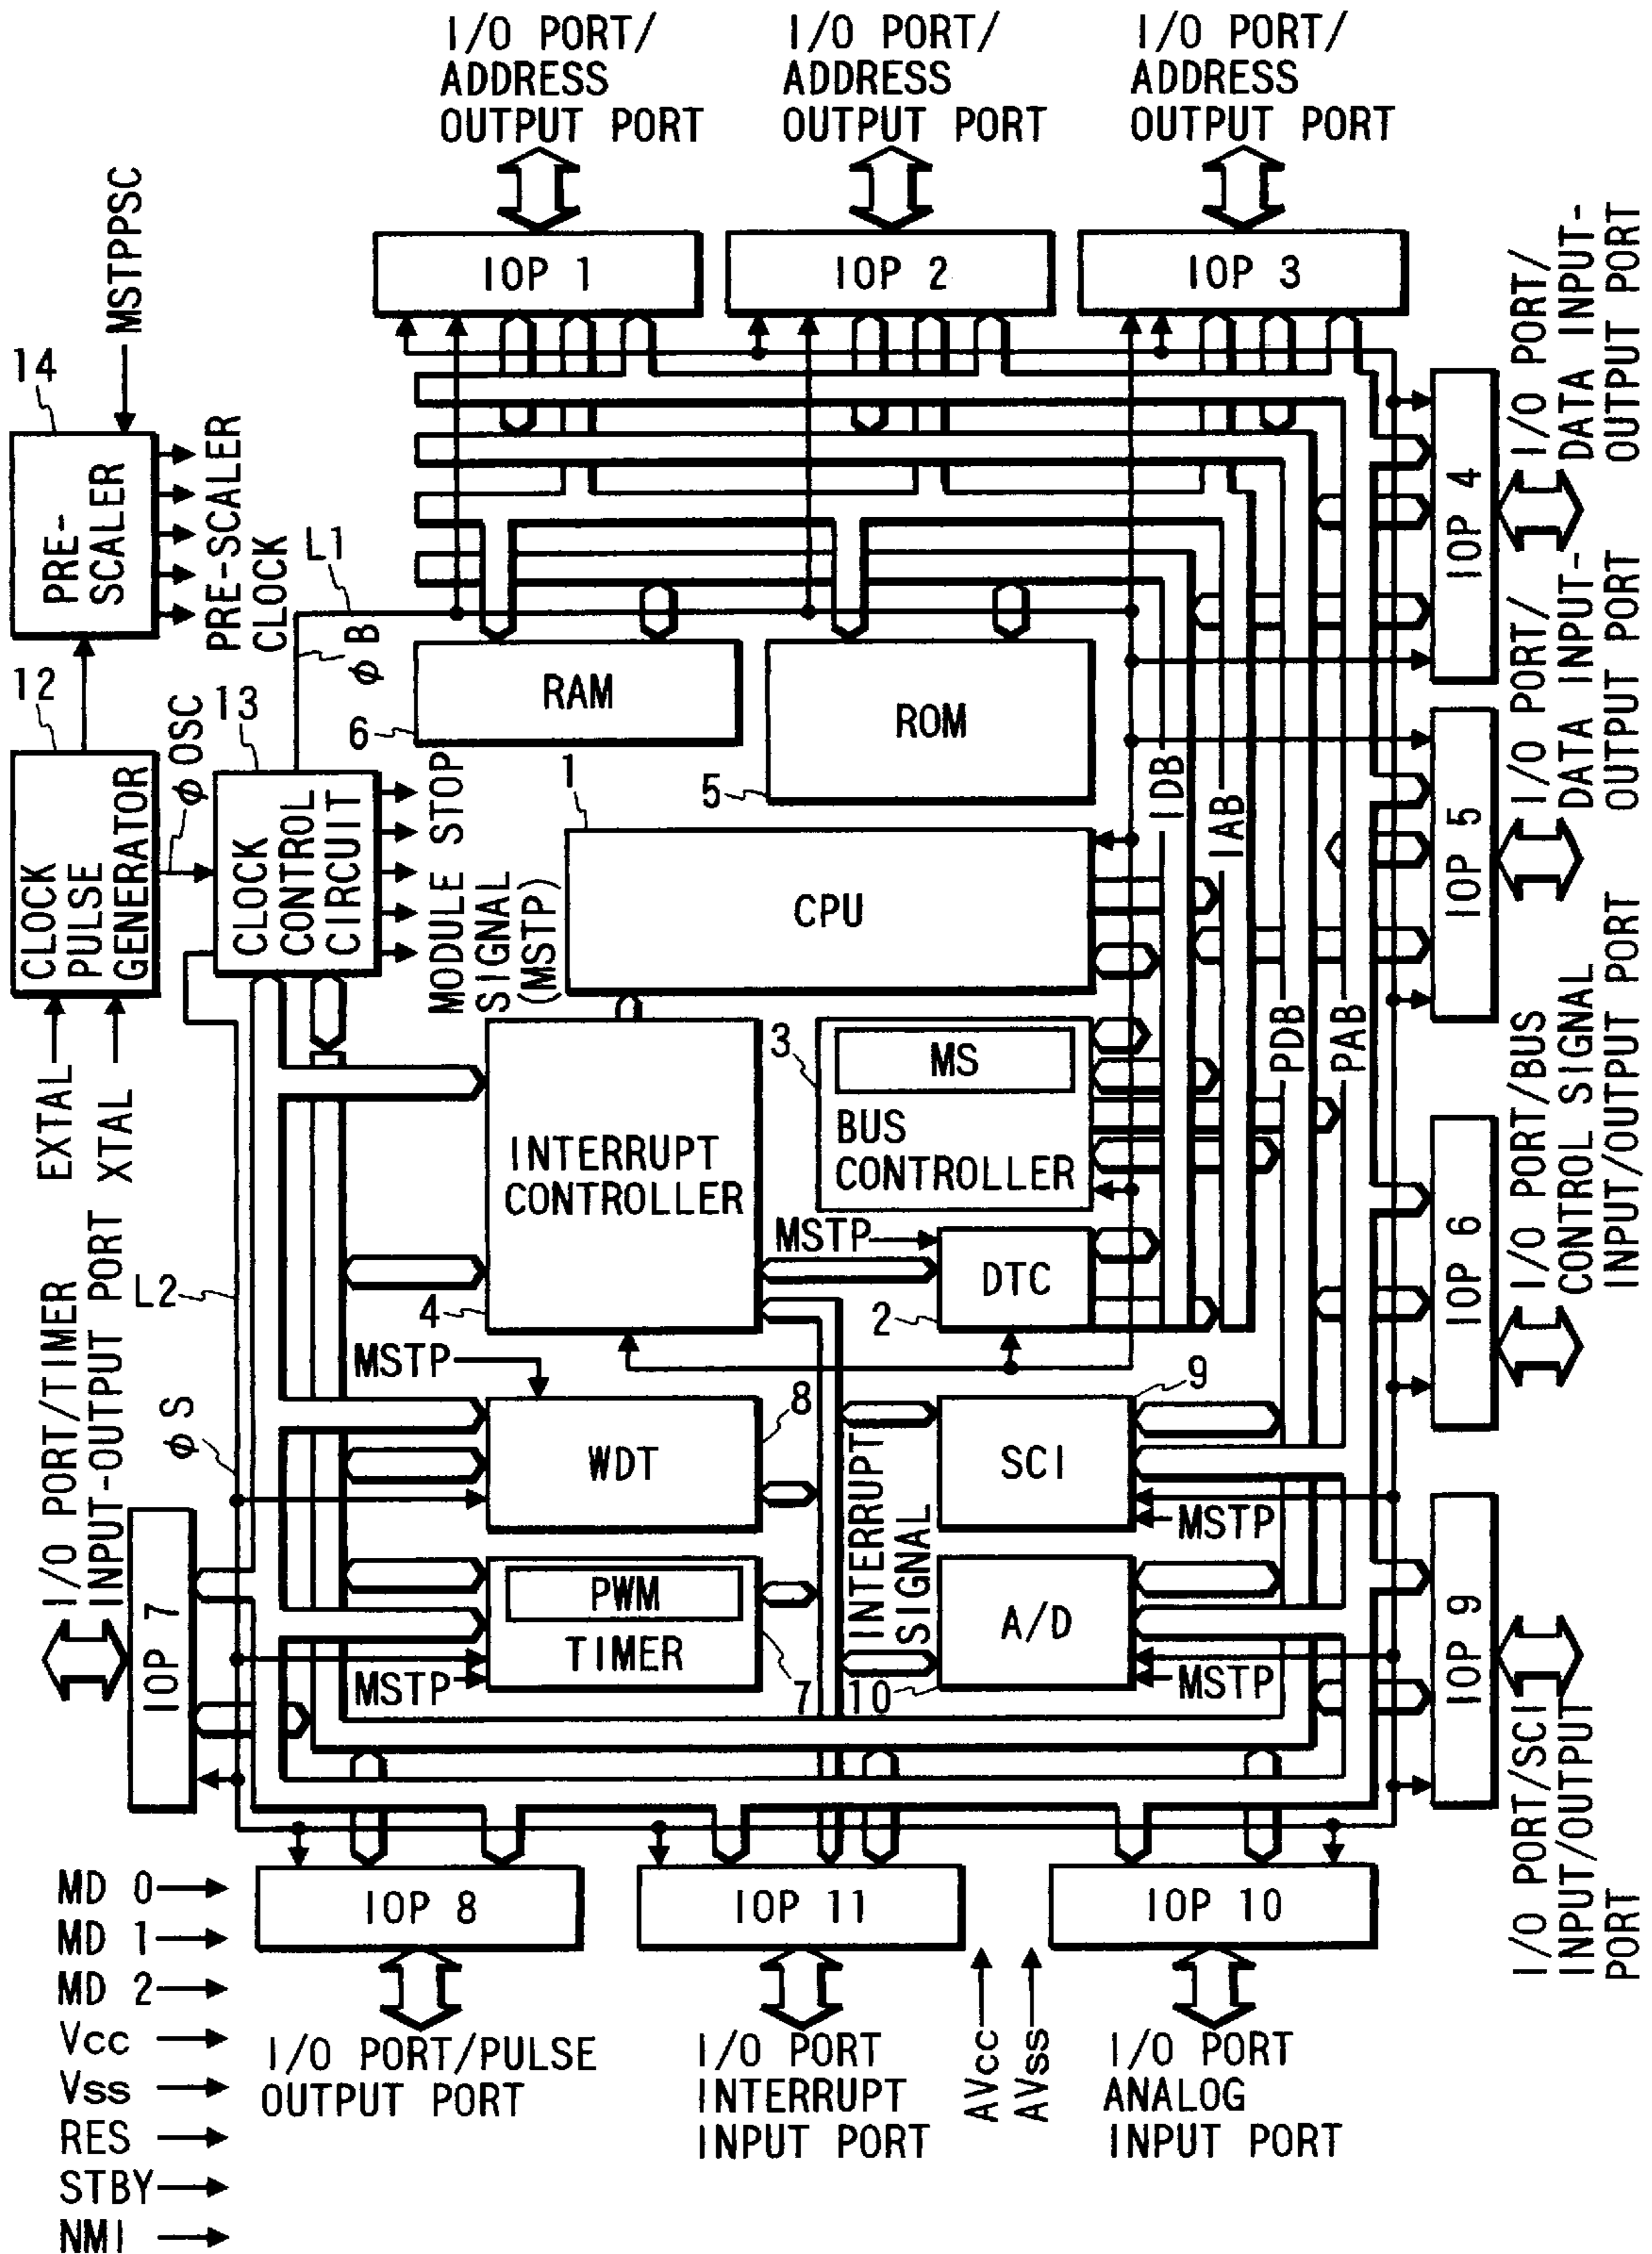 I/O PORT/
ADDRESS
OUTPUT PORT
I/O PORT/
ADDRESS
OUTPUT PORT
I/O PORT/
ADDRESS
OUTPUT PORT
IOP 1
IOP 2
IOP 3
MSTPPSC
14
PRE-
SCALER
PRE-SCALER
CLOCK
12
CLOCK
PULSE
GENERATOR
φ OSC
EXTAL
XTAL
13
CLOCK
CONTROL
CIRCUIT
L1
φ B
MODULE STOP
SIGNAL
(MSTP)
RAM
6
ROM
5
1
CPU
IDB
IAB
PDB
PAB
IOP 4
I/O PORT/
DATA INPUT-
OUTPUT PORT
IOP 5
I/O PORT/
DATA INPUT-
OUTPUT PORT
3
MS
BUS
CONTROLLER
INTERRUPT
CONTROLLER
4
MSTP
DTC
2
IOP 6
I/O PORT/BUS
CONTROL SIGNAL
INPUT/OUTPUT PORT
L2
φ S
I/O PORT/TIMER
INPUT-OUTPUT PORT
IOP 7
MSTP
WDT
8
9
SCI
MSTP
INTERRUPT
SIGNAL
PWM
TIMER
MSTP
7
A/D
10
MSTP
IOP 9
I/O PORT/SCI
INPUT/OUTPUT
PORT
IOP 8
IOP 11
IOP 10
I/O PORT/PULSE
OUTPUT PORT
I/O PORT
INTERRUPT
INPUT PORT
AVcc
AVss
I/O PORT
ANALOG
INPUT PORT
MD 0
MD 1
MD 2
Vcc
Vss
RES
STBY
NMI